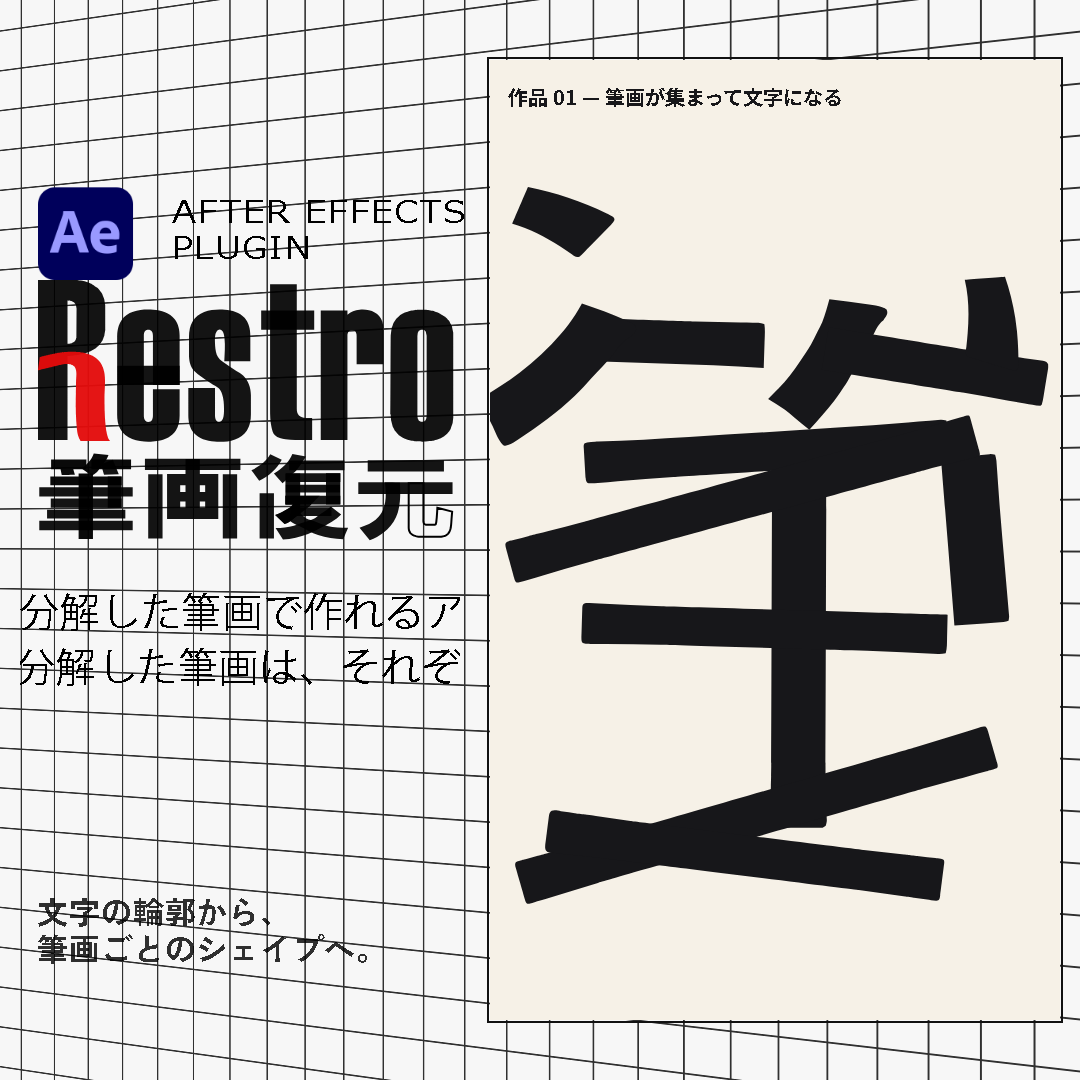 作品 01 — 筆画が集まって文字になる
Ae
AFTER EFFECTS
PLUGIN
Restro
筆画復元
分解した筆画で作れるア
分解した筆画は、それぞ
文字の輪郭から、
筆画ごとのシェイプへ。
筆